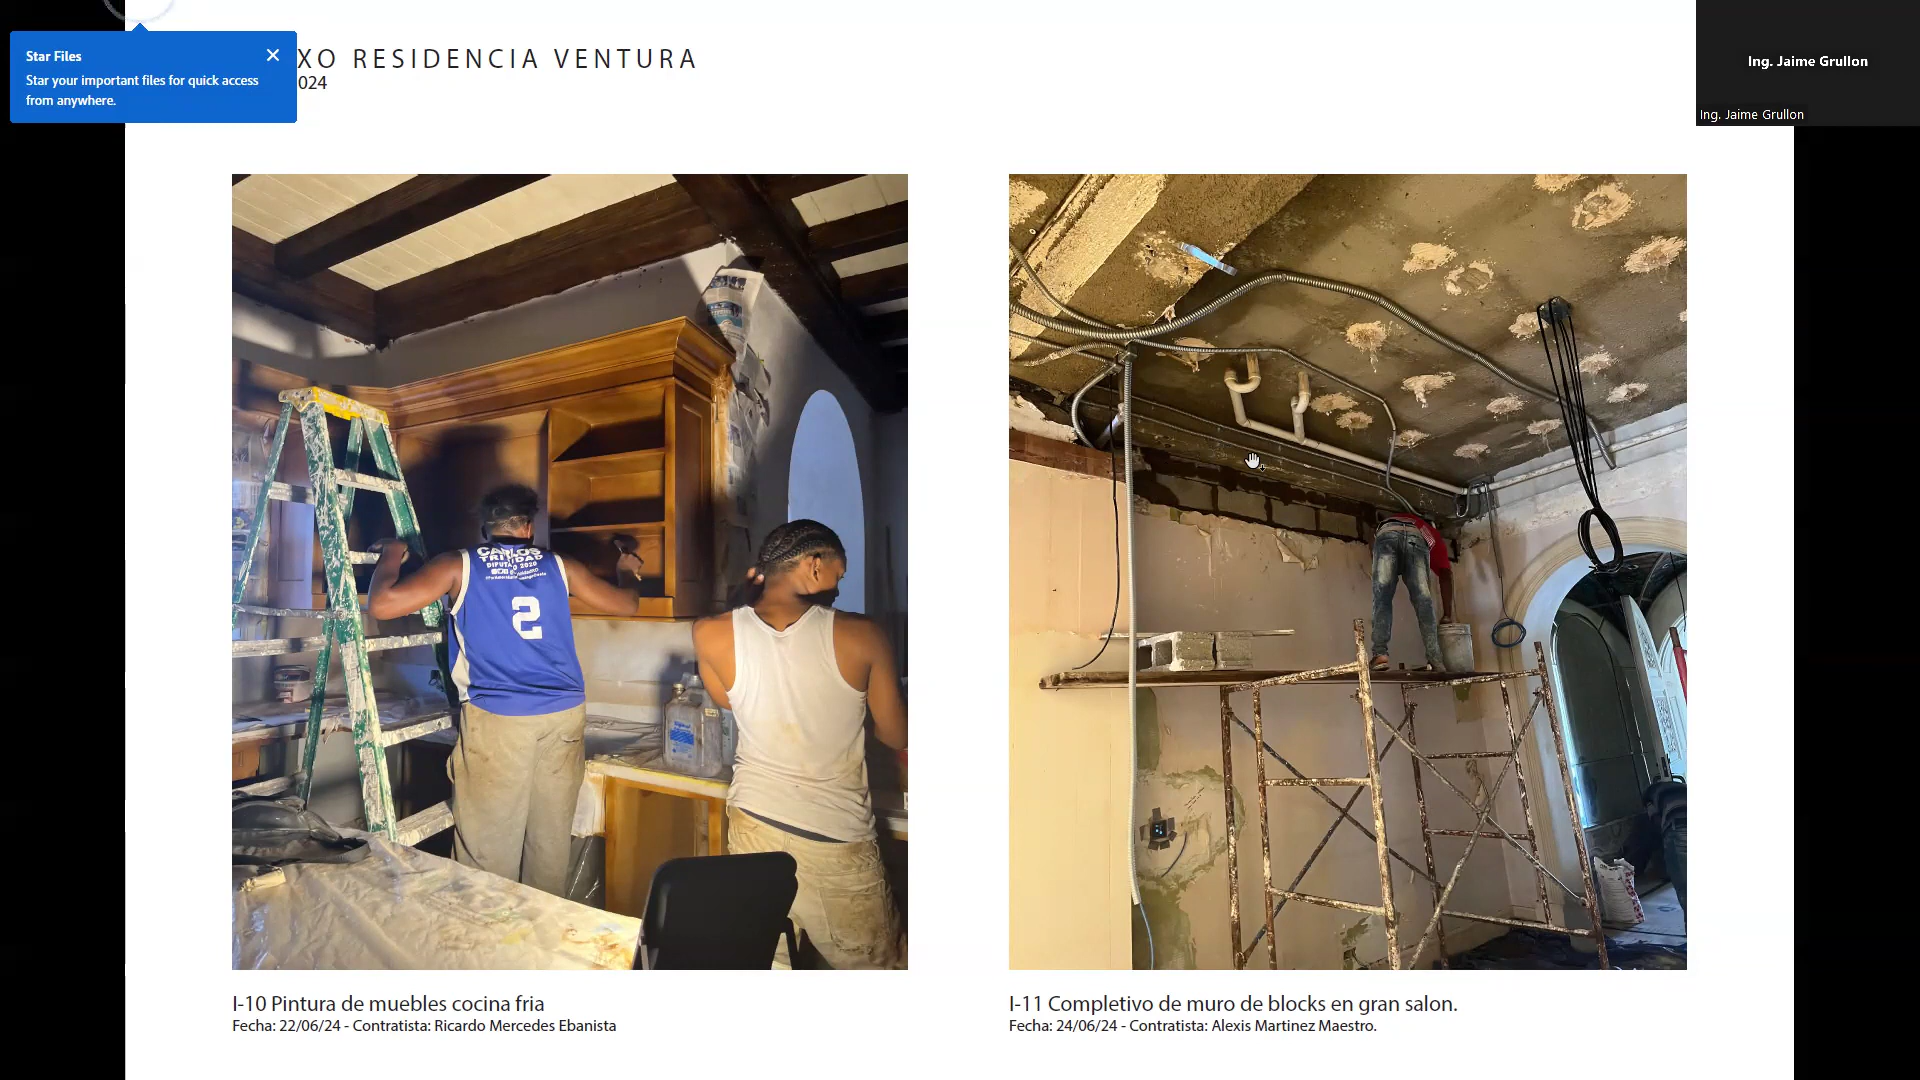 Star Files
Star your important files for quick access
from anywhere.
XO RESIDENCIA VENTURA
024
Ing. Jaime Grullon
Ing. Jaime Grullon
CARLOS
TRINIDAD
DIPUTADO 2020
2
I-10 Pintura de muebles cocina fria
Fecha: 22/06/24 - Contratista: Ricardo Mercedes Ebanista
I-11 Completivo de muro de blocks en gran salon.
Fecha: 24/06/24 - Contratista: Alexis Martinez Maestro.